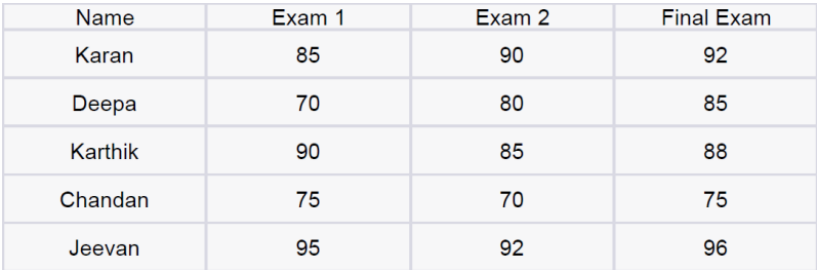 Name Exam 1 Exam 2 Final Exam
Karan 85 90 92
Deepa 70 80 85
Karthik 90 85 88
Chandan 75 70 75
Jeevan 95 92 96